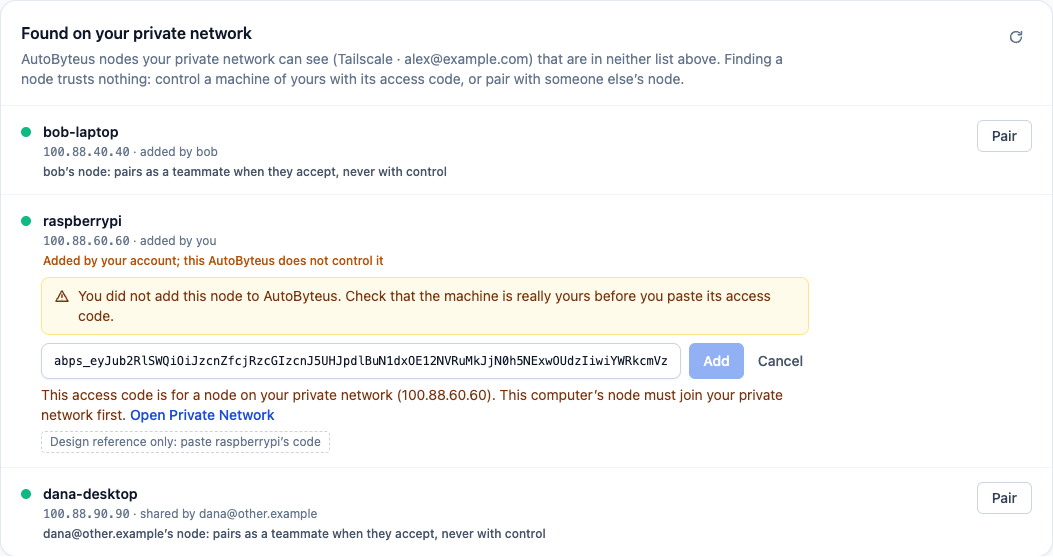 Found on your private network
AutoByteus nodes your private network can see (Tailscale · alex@example.com) that are in neither list above. Finding a
node trusts nothing: control a machine of yours with its access code, or pair with someone else’s node.
bob-laptop
Pair
100.88.40.40 · added by bob
bob’s node: pairs as a teammate when they accept, never with control
raspberrypi
100.88.60.60 · added by you
Added by your account; this AutoByteus does not control it
You did not add this node to AutoByteus. Check that the machine is really yours before you paste its access
code.
abps_eyJub2RlSWQiOiJzcnZfcjRzcGIzcnJ5UHJpdlBuN1dxOE12NVRuMkJjN0h5NExwOUdzIiwiYWRkcmVz
Add
Cancel
This access code is for a node on your private network (100.88.60.60). This computer’s node must join your private
network first. Open Private Network
Design reference only: paste raspberrypi’s code
dana-desktop
Pair
100.88.90.90 · shared by dana@other.example
dana@other.example’s node: pairs as a teammate when they accept, never with control